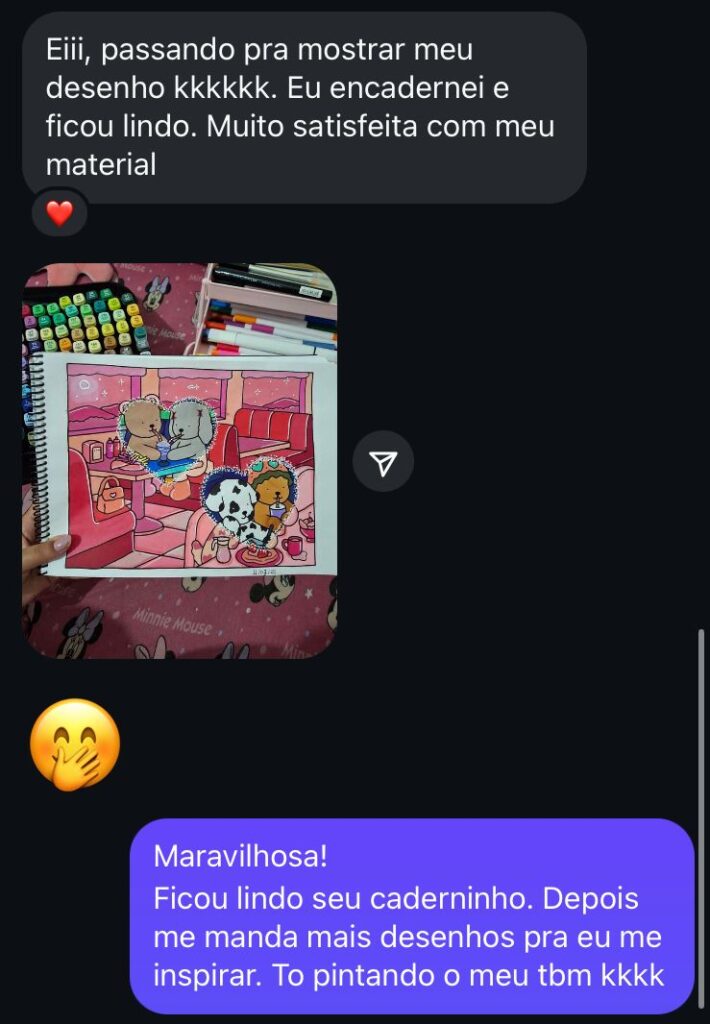 Eiii, passando pra mostrar meu
desenho kkkkkk. Eu encadernei e
ficou lindo. Muito satisfeita com meu
material
Minnie Mouse
Maravilhosa!
Ficou lindo seu caderninho. Depois
me manda mais desenhos pra eu me
inspirar. To pintando o meu tbm kkkk